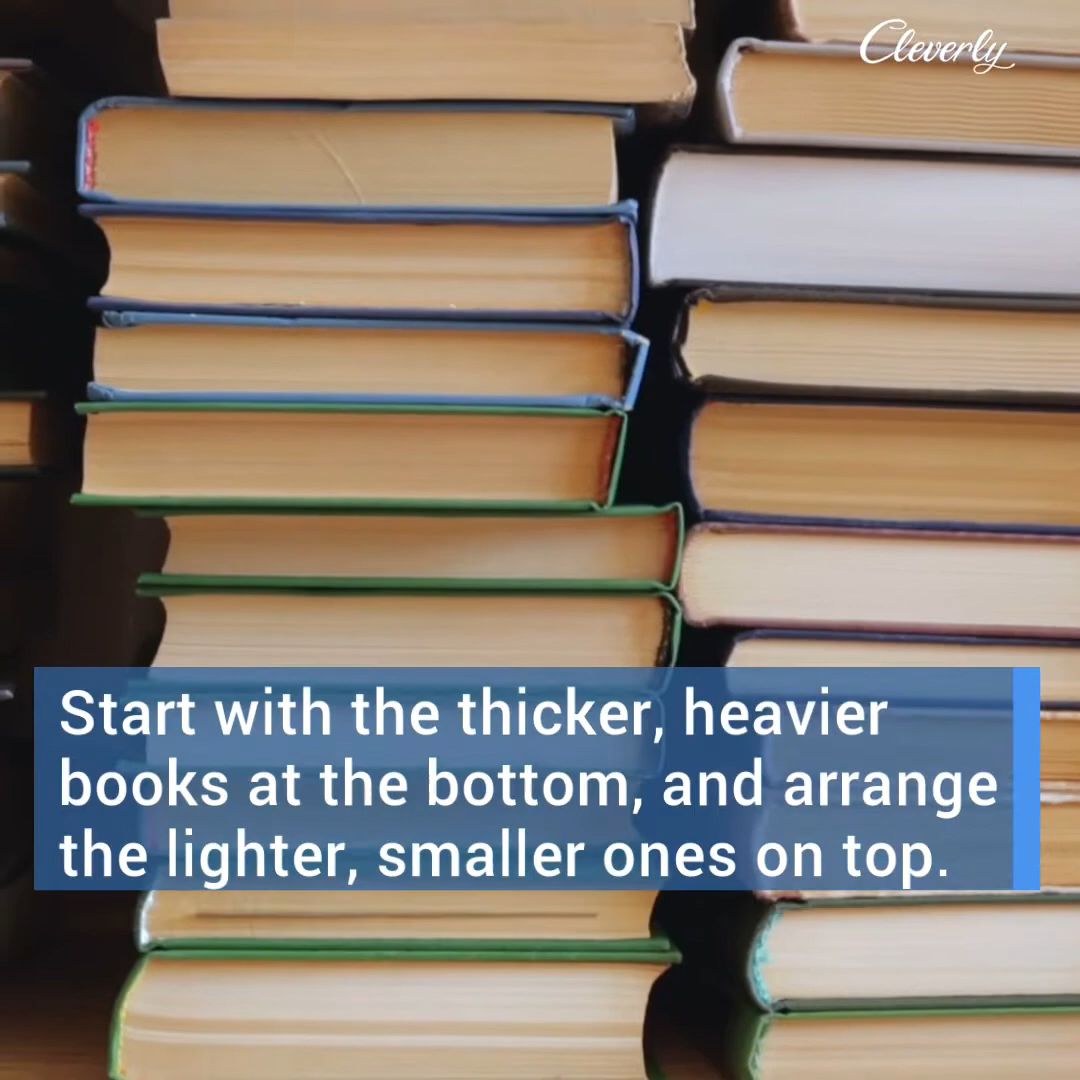 Cleverly
Start with the thicker, heavier
books at the bottom, and arrange
the lighter, smaller ones on top.